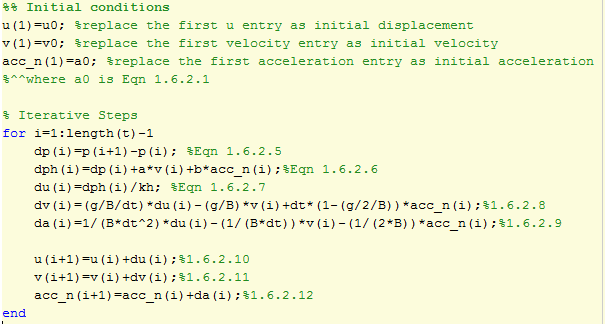 %% Initial conditions
u(1)=u0; %replace the first u entry as initial displacement
v(1)=v0; %replace the first velocity entry as initial velocity
acc_n(1)=a0; %replace the first acceleration entry as initial acceleration
%^^where a0 is Eqn 1.6.2.1
% Iterative Steps
for i=1:length(t)-1
dp(i)=p(i+1)-p(i); %Eqn 1.6.2.5
dph(i)=dp(i)+a*v(i)+b*acc_n(i);%Eqn 1.6.2.6
du(i)=dph(i)/kh; %Eqn 1.6.2.7
dv(i)=(g/B/dt)*du(i)-(g/B)*v(i)+dt*(1-(g/2/B))*acc_n(i);%1.6.2.8
da(i)=1/(B*dt^2)*du(i)-(1/(B*dt))*v(i)-(1/(2*B))*acc_n(i);%1.6.2.9
u(i+1)=u(i)+du(i);%1.6.2.10
v(i+1)=v(i)+dv(i);%1.6.2.11
acc_n(i+1)=acc_n(i)+da(i);%1.6.2.12
end